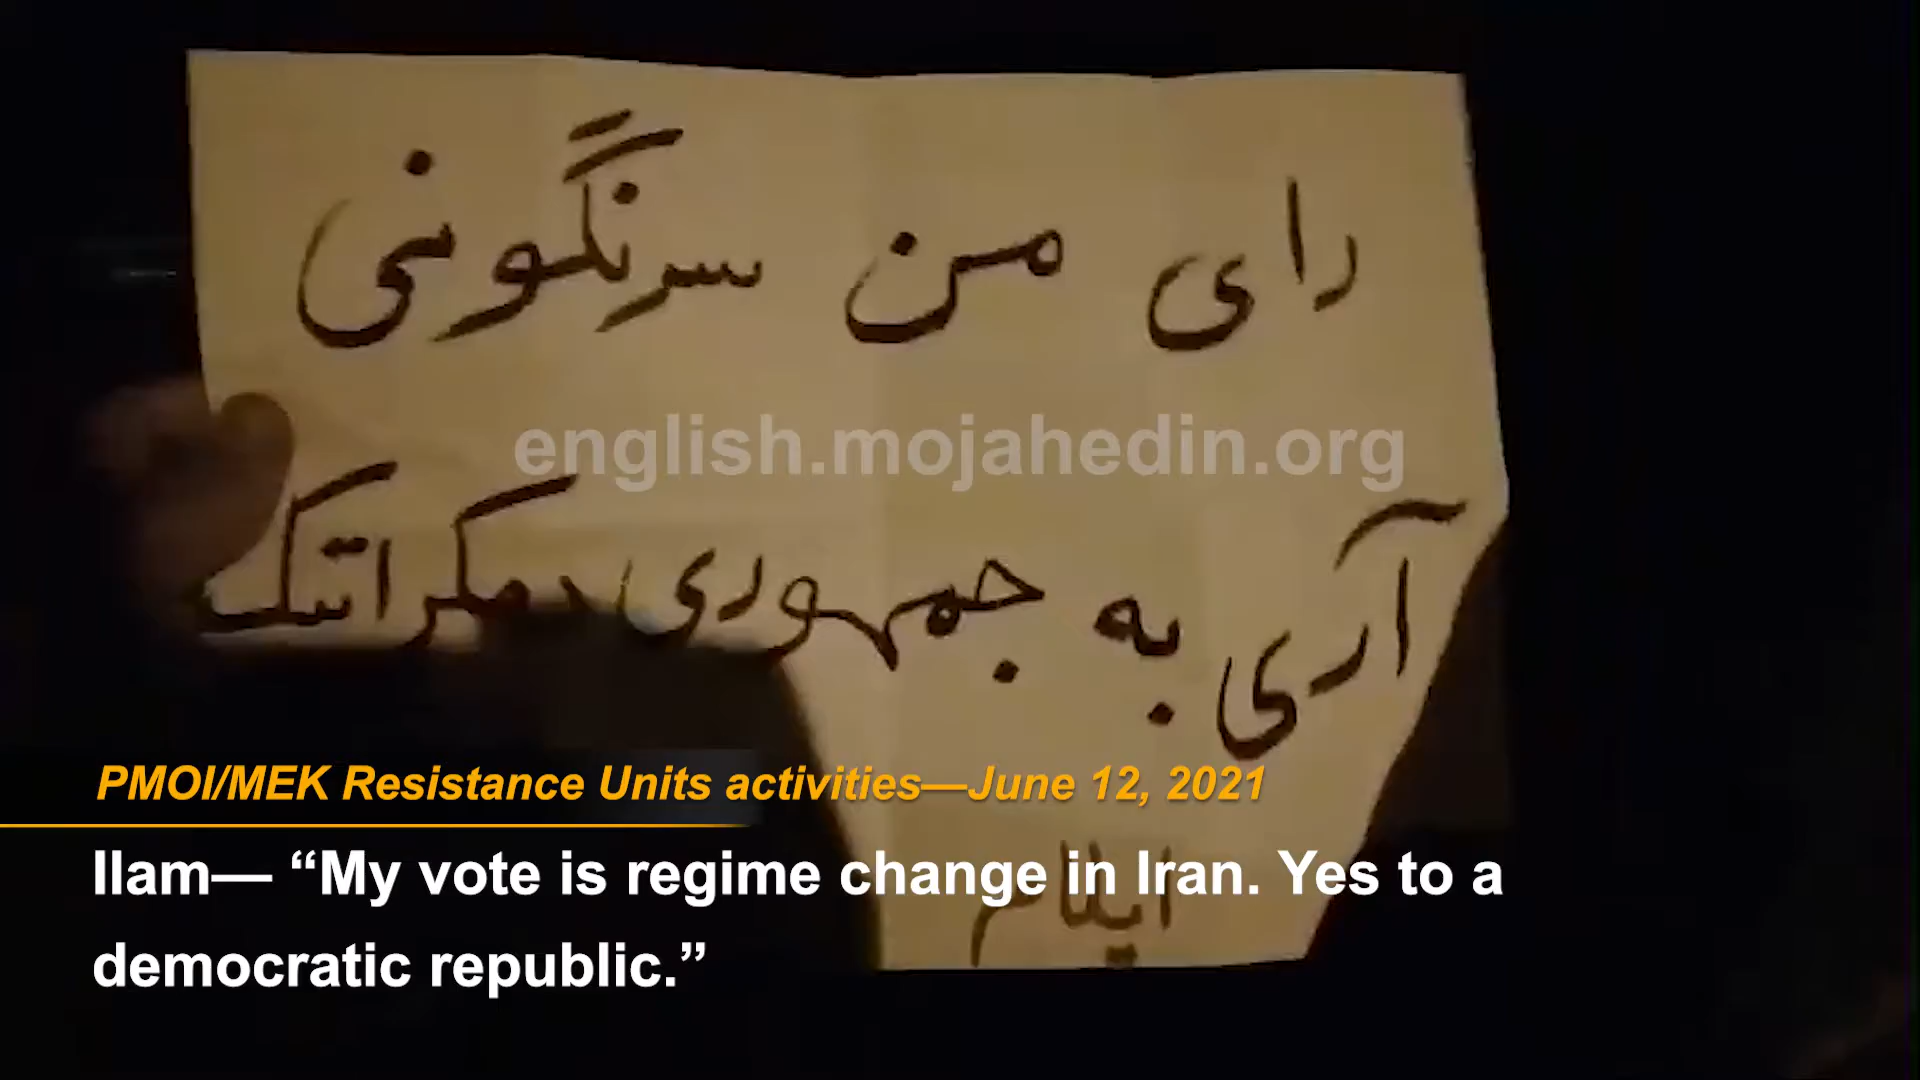 رای من سرنگونی
english.mojahedin.org
آری به جمهوری دمکراتیک
ایلام
PMOI/MEK Resistance Units activities—June 12, 2021
Ilam— “My vote is regime change in Iran. Yes to a
democratic republic.”